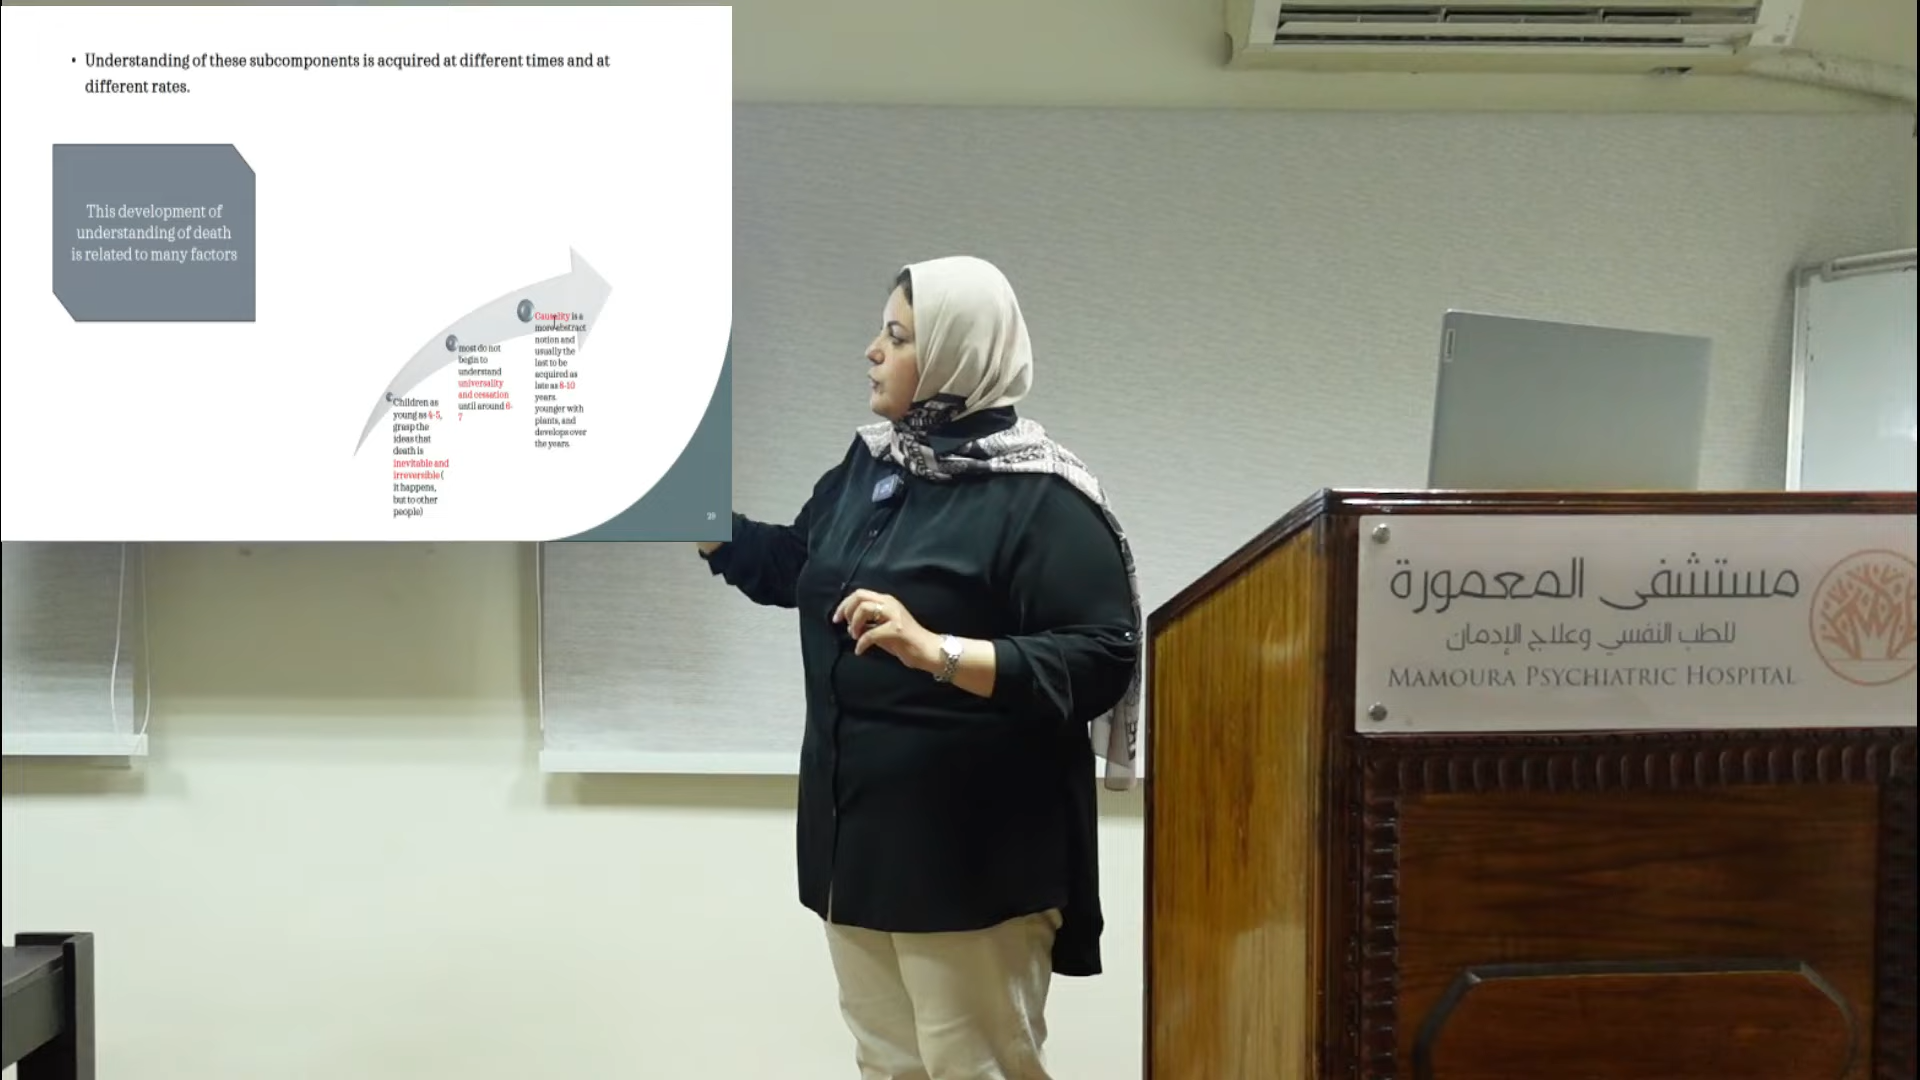 • Understanding of these subcomponents is acquired at different times and at
different rates.
This development of
understanding of death
is related to many factors
Children as
young as 4-5,
grasp the
ideas that
death is
inevitable and
irreversible (
it happens,
but to other
people)
most do not
begin to
understand
universality
and cessation
until around 6-
7
Causality is a
more abstract
notion and
usually the
last to be
acquired as
late as 8-10
years.
younger with
plants, and
develops over
the years.
29
مستشفى المعمورة
للطب النفسي وعلاج الإدمان
MAMOURA PSYCHIATRIC HOSPITAL